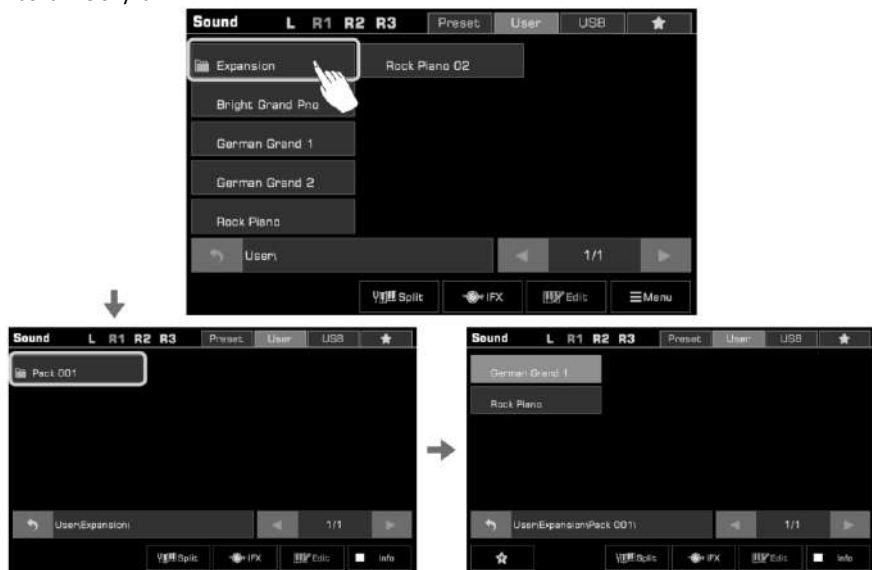 Sound L R1 R2 R3 Preset User USB
Expansion Rock Piano 02
Bright Grand Pno
German Grand 1
German Grand 2
Rock Piano
User\ 1/1
Split IFX Edit Menu
Sound L R1 R2 R3 Preset User USB
Pack 001
User\Expansion\ 1/1
Split IFX Edit Info
Sound L R1 R2 R3 Preset User USB
German Grand 1
Rock Piano
User\Expansion\Pack 001\ 1/1
Split IFX Edit Info